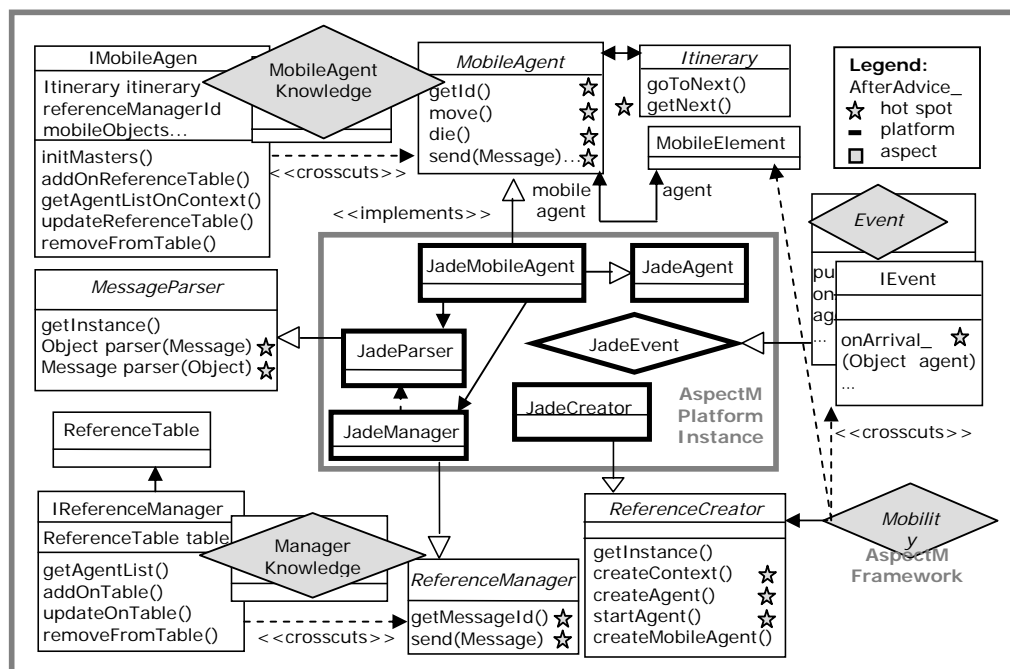 IMobileAgen
Itinerary itinerary
referenceManagerId
mobileObjects...
initMasters()
addOnReferenceTable()
getAgentListOnContext()
updateReferenceTable()
removeFromTable()
MobileAgent
Knowledge
<<crosscuts>>
MobileAgent
getId()
move()
die()
send(Message)...
Itinerary
goToNext()
getNext()
Legend:
AfterAdvice_
hot spot
platform
aspect
MobileElement
mobile
agent
agent
<<implements>>
Event
pu
on
ag
...
IEvent
onArrival_
(Object agent)
...
<<crosscuts>>
MessageParser
getInstance()
Object parser(Message)
Message parser(Object)
JadeMobileAgent
JadeAgent
JadeParser
JadeEvent
JadeCreator
JadeManager
AspectM
Platform
Instance
ReferenceTable
IReferenceManager
ReferenceTable table
getAgentList()
addOnTable()
updateOnTable()
removeFromTable()
Manager
Knowledge
<<crosscuts>>
ReferenceManager
getMessageId()
send(Message)
ReferenceCreator
getInstance()
createContext()
createAgent()
startAgent()
createMobileAgent()
Mobilit
y
AspectM
Framework